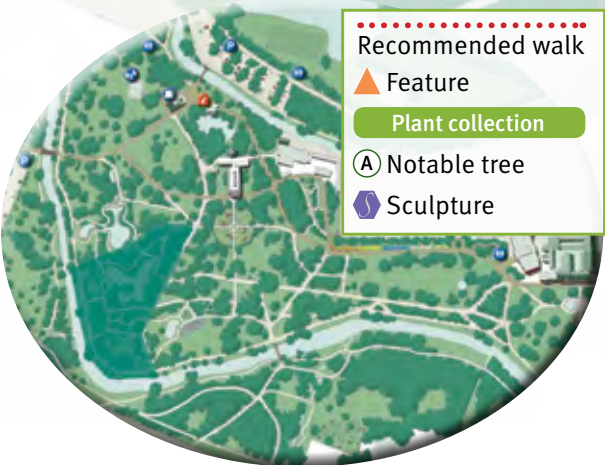 Recommended walk
Feature
Plant collection
A Notable tree
S Sculpture